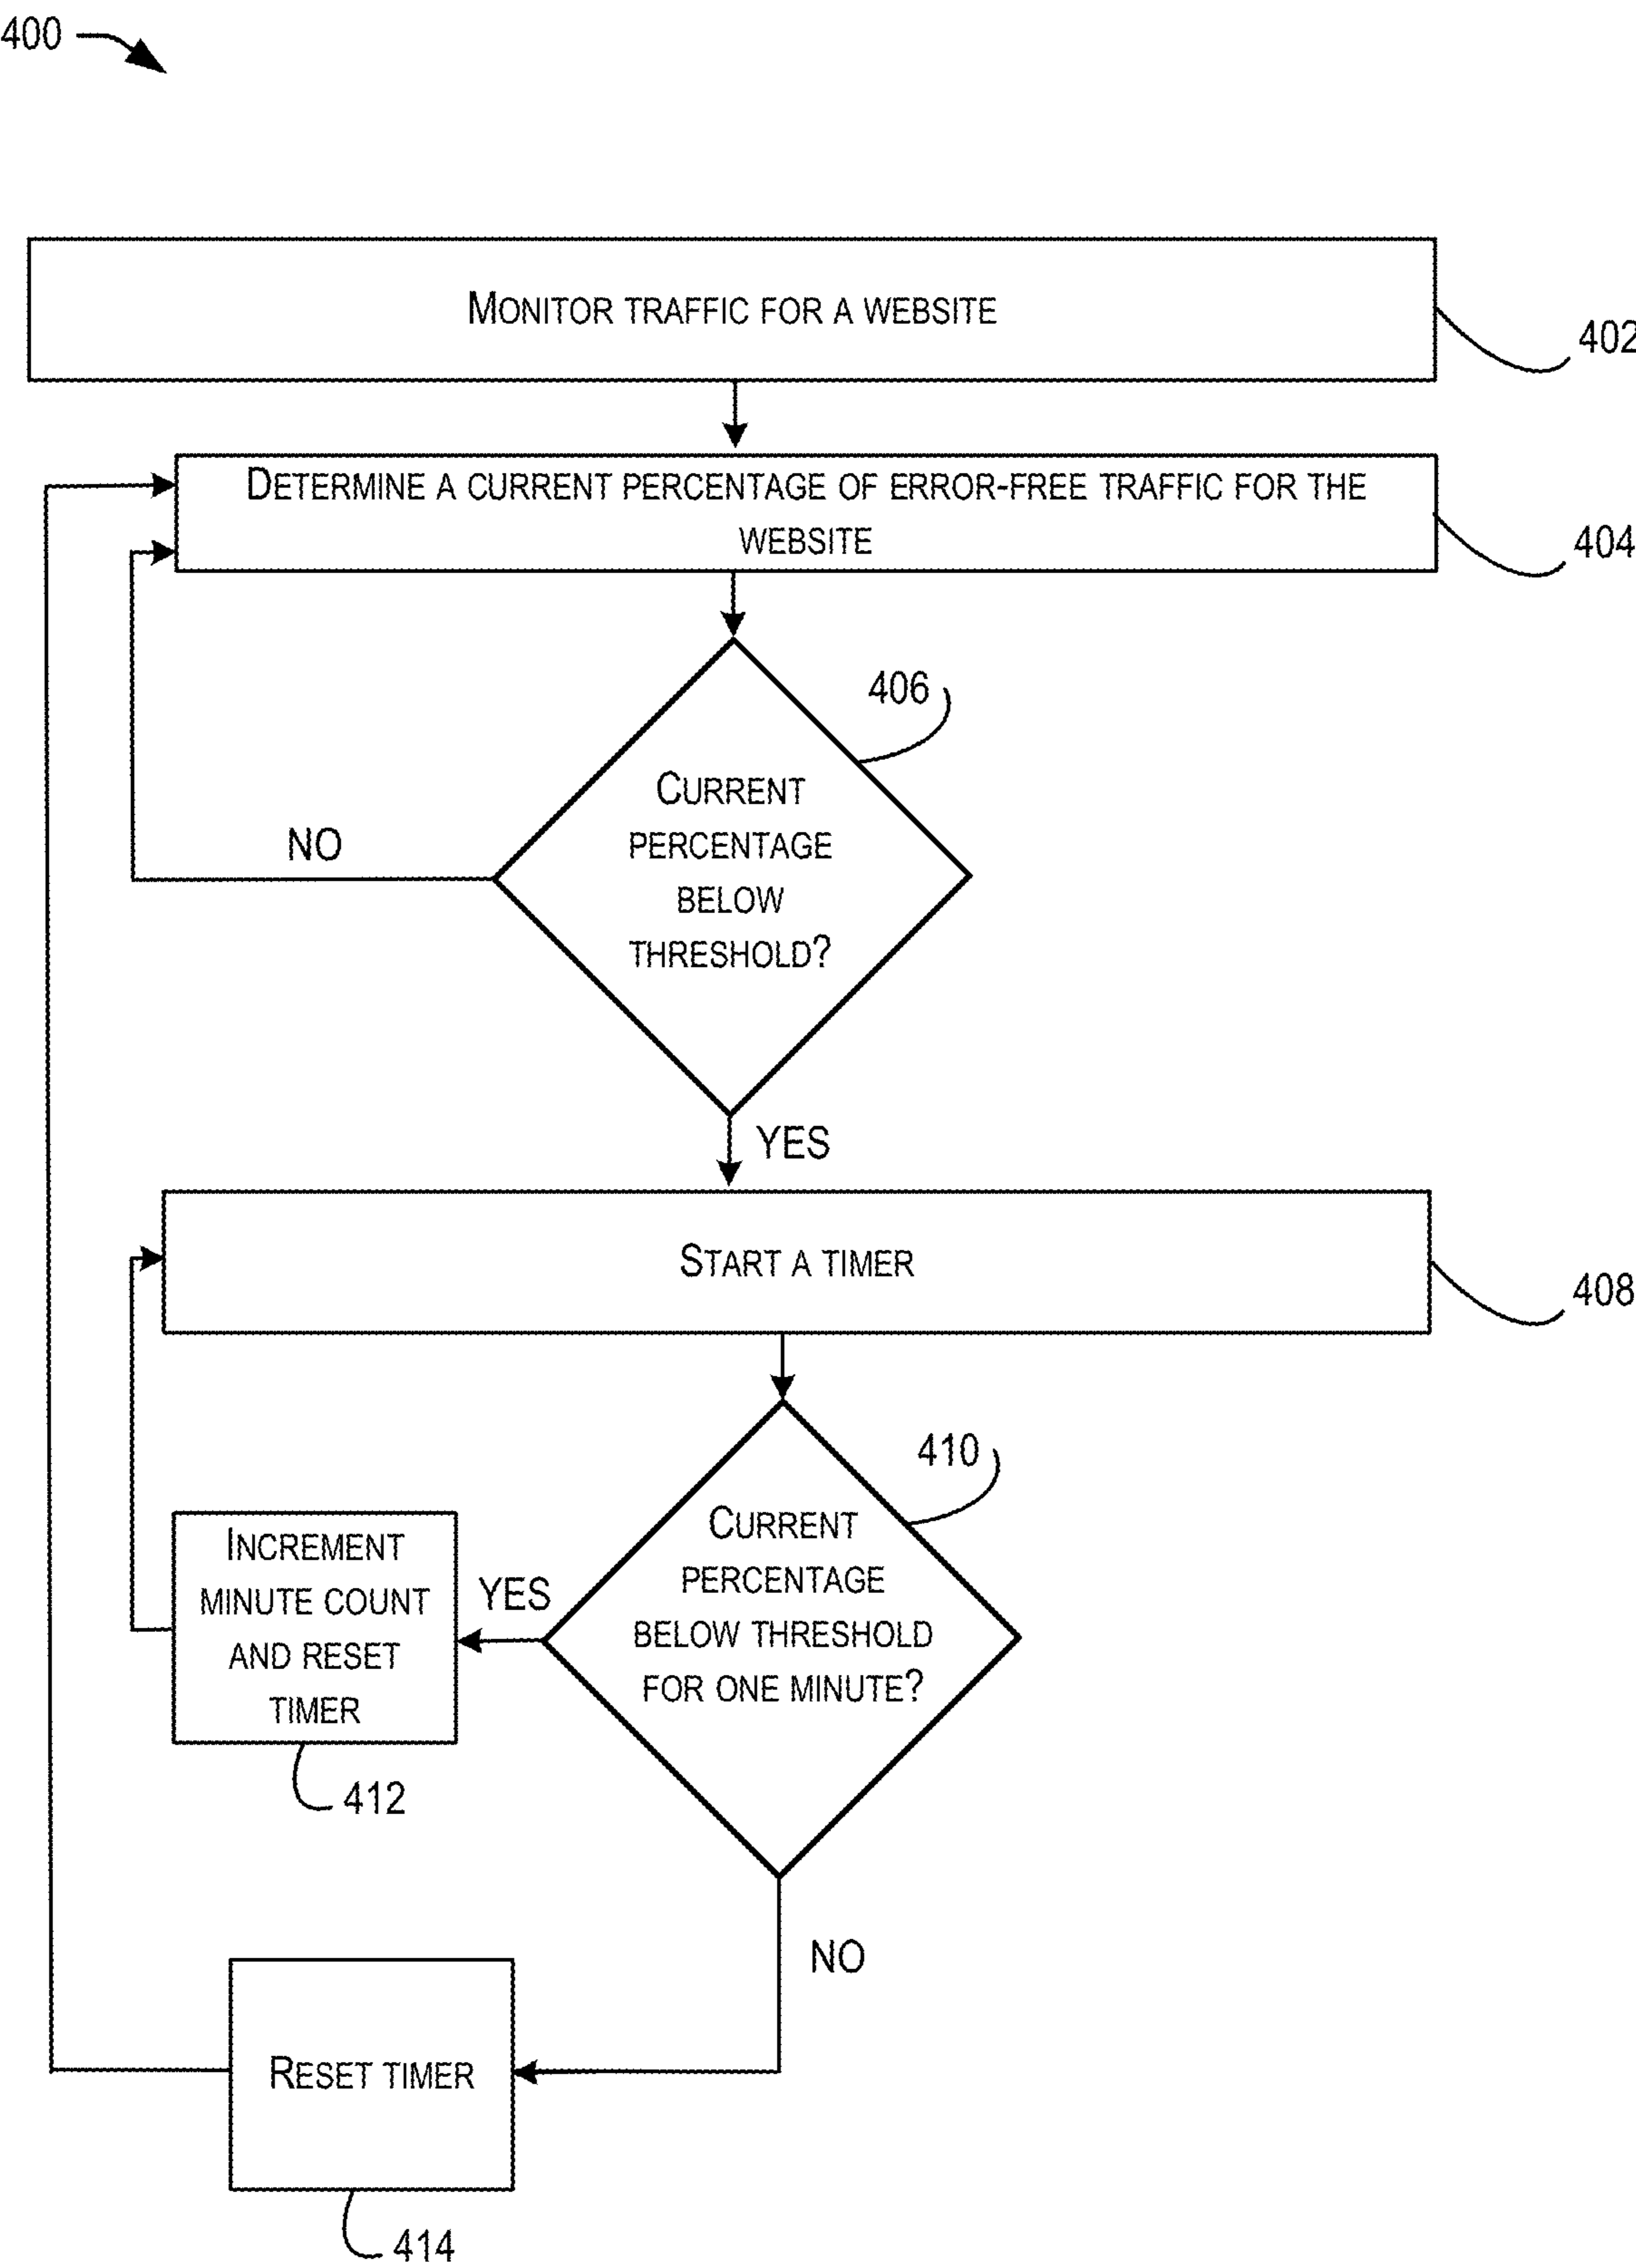 400
MONITOR TRAFFIC FOR A WEBSITE
402
DETERMINE A CURRENT PERCENTAGE OF ERROR-FREE TRAFFIC FOR THE
WEBSITE
404
406
CURRENT
PERCENTAGE
BELOW
THRESHOLD?
NO
YES
START A TIMER
408
410
CURRENT
PERCENTAGE
BELOW THRESHOLD
FOR ONE MINUTE?
YES
INCREMENT
MINUTE COUNT
AND RESET
TIMER
412
NO
RESET TIMER
414